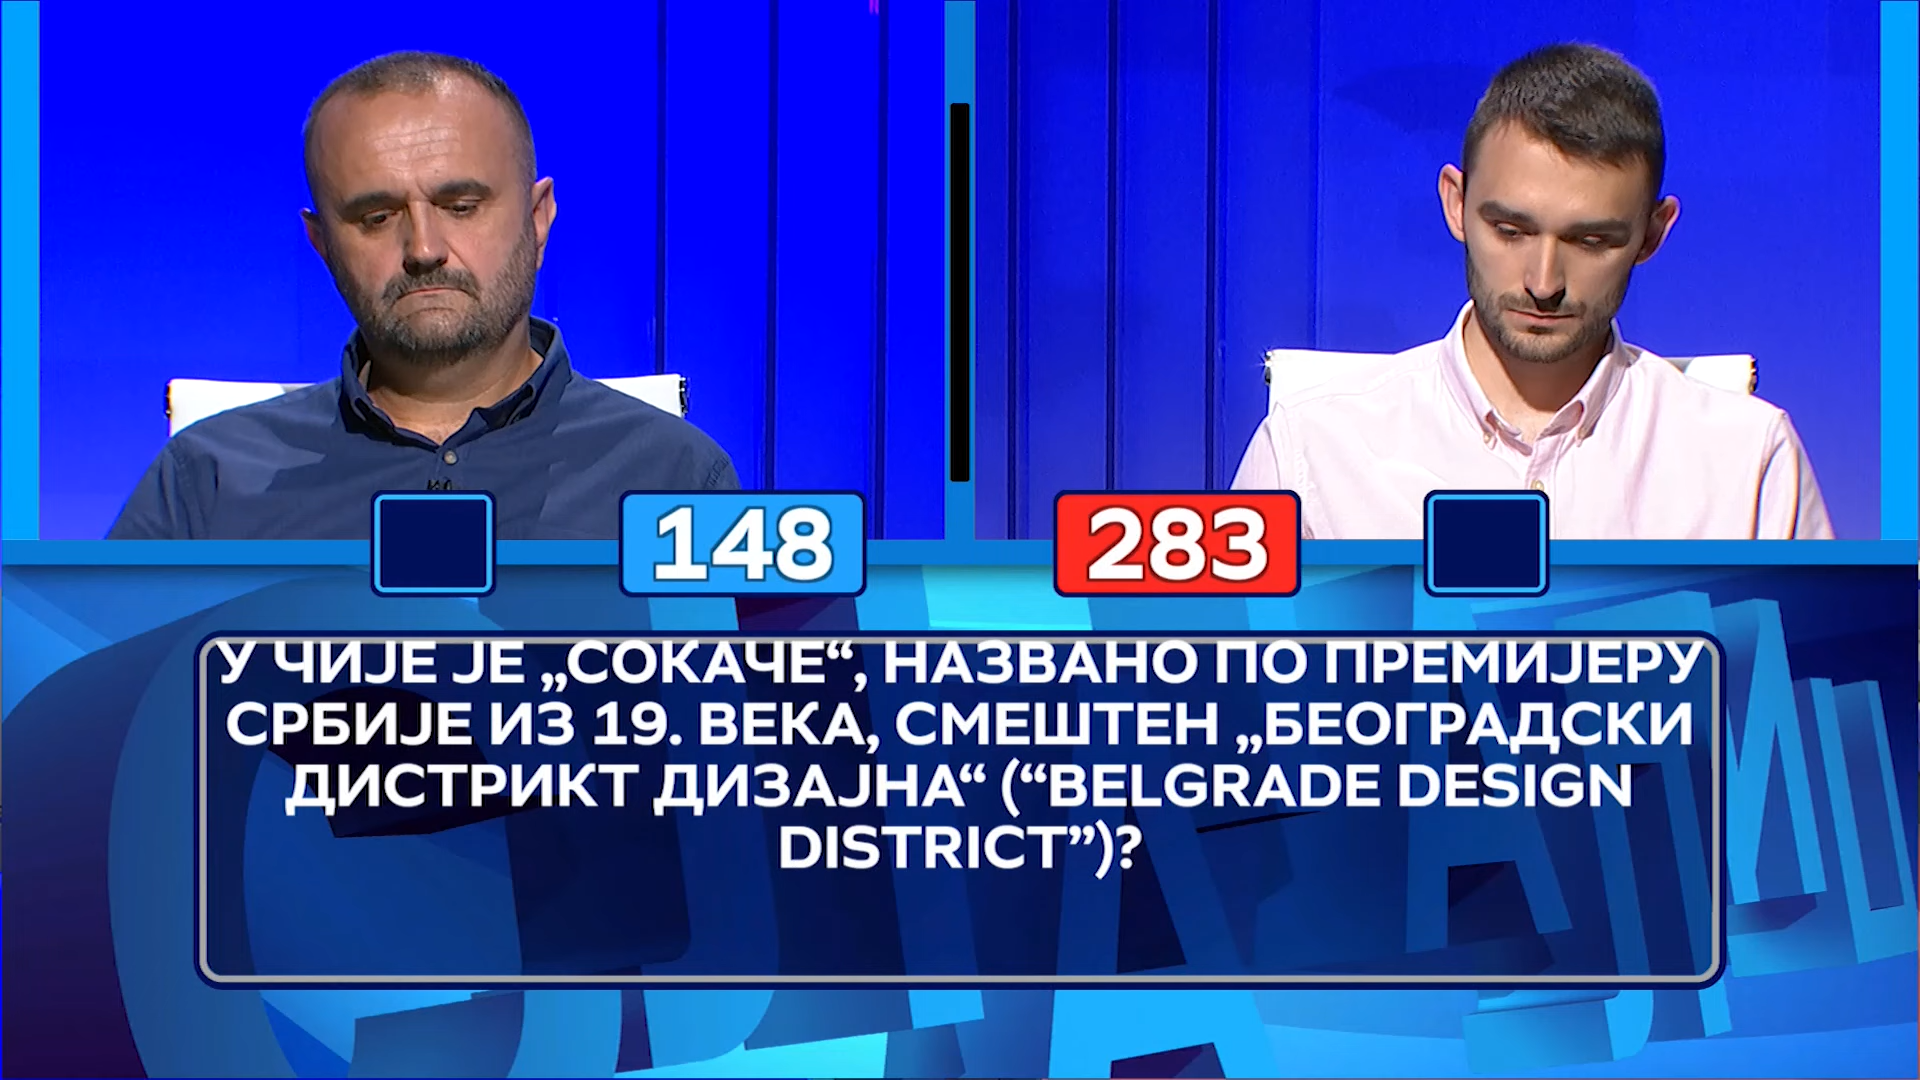 148
283
У ЧИЈЕ ЈЕ „СОКАЧЕ“, НАЗВАНО ПО ПРЕМИЈЕРУ
СРБИЈЕ ИЗ 19. ВЕКА, СМЕШТЕН „БЕОГРАДСКИ
ДИСТРИКТ ДИЗАЈНА“ (“BELGRADE DESIGN
DISTRICT”)?